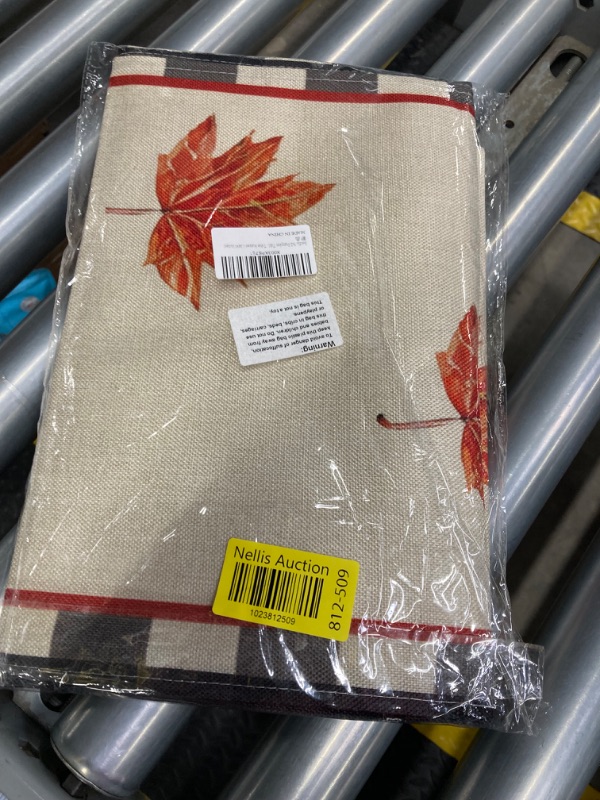 新品
MADE IN CHINA
Warning:
To avoid danger of suffocation,
keep this plastic bag away from
babies and children. Do not use
this bag in cribs, beds, carriages,
or playpens.
This bag is not a toy.
Nellis Auction
1023812509
812-509